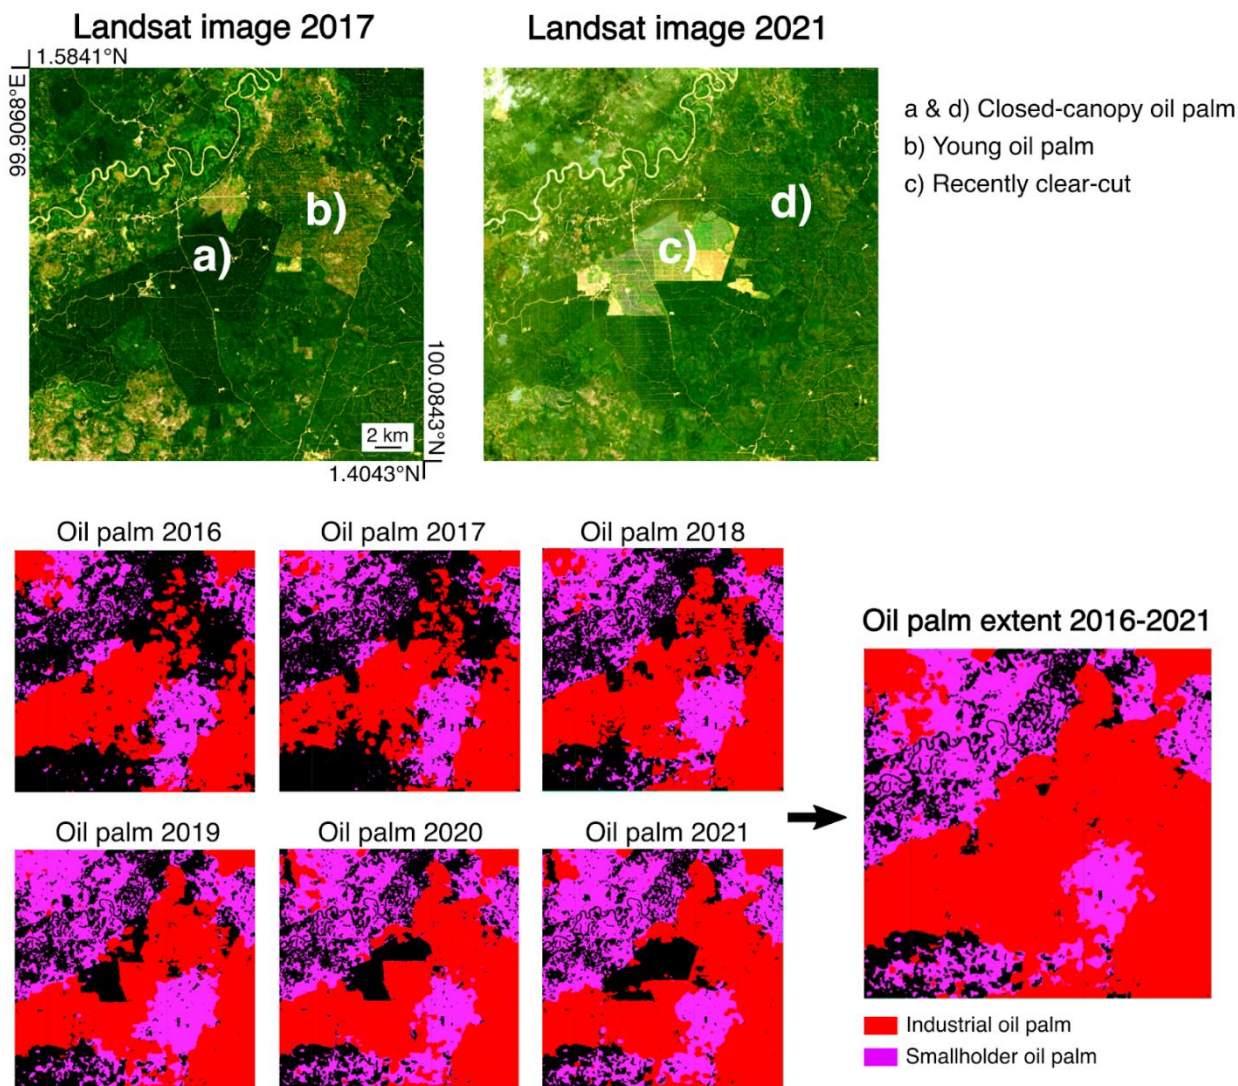 Landsat image 2017
Landsat image 2021
1.5841°N
99.9068°E
a)
b)
c)
d)
a & d) Closed-canopy oil palm
b) Young oil palm
c) Recently clear-cut
2 km
100.0843°N
1.4043°N
Oil palm 2016
Oil palm 2017
Oil palm 2018
Oil palm extent 2016-2021
Oil palm 2019
Oil palm 2020
Oil palm 2021
Industrial oil palm
Smallholder oil palm